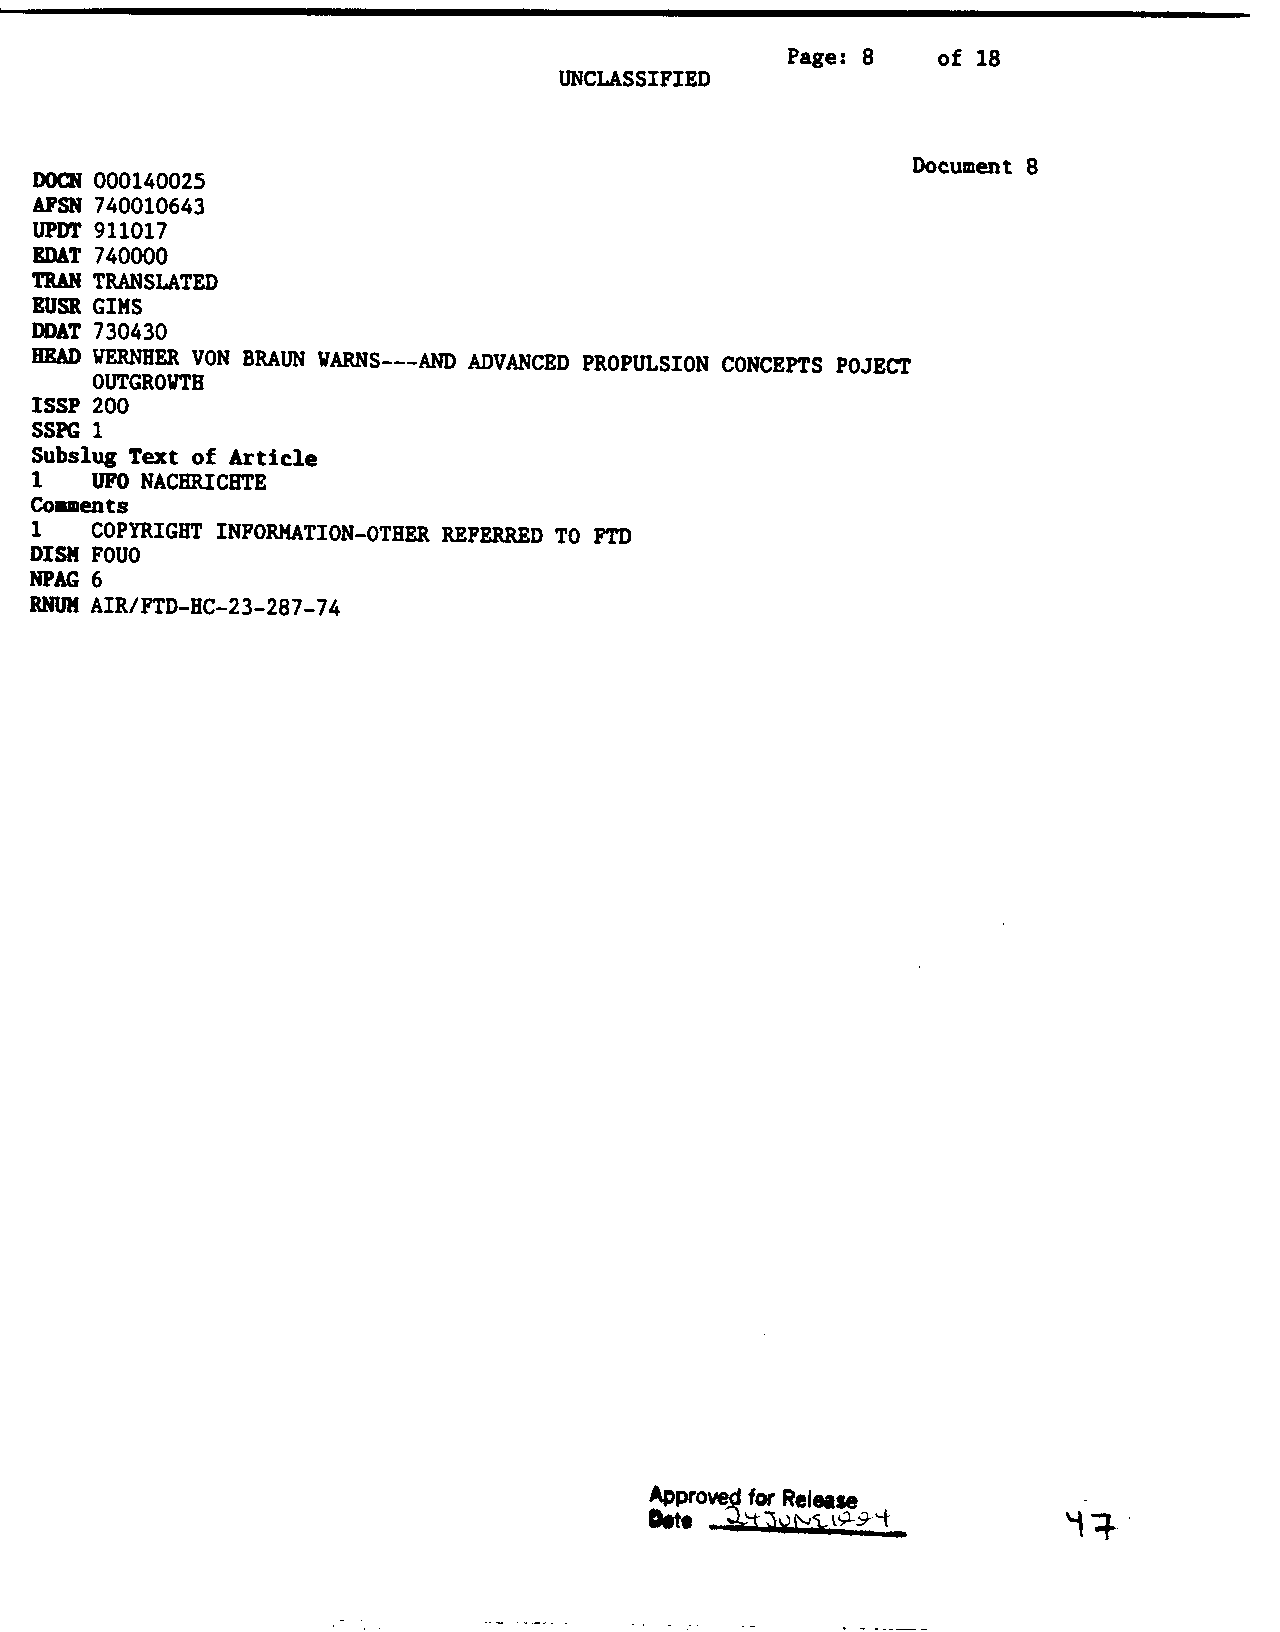 Page: 8 of 18
UNCLASSIFIED
Document 8
DOCN 000140025
AFSN 740010643
UPDT 911017
EDAT 740000
TRAN TRANSLATED
EUSR GIMS
DDAT 730430
HEAD WERNHER VON BRAUN WARNS---AND ADVANCED PROPULSION CONCEPTS POJECT
OUTGROWTH
ISSP 200
SSPG 1
Subslug Text of Article
1 UFO NACHRICHTE
Comments
1 COPYRIGHT INFORMATION-OTHER REFERRED TO FTD
DISM FOUO
NPAG 6
RNUM AIR/FTD-HC-23-287-74
Approved for Release
Date 24 JUNE 1994
47